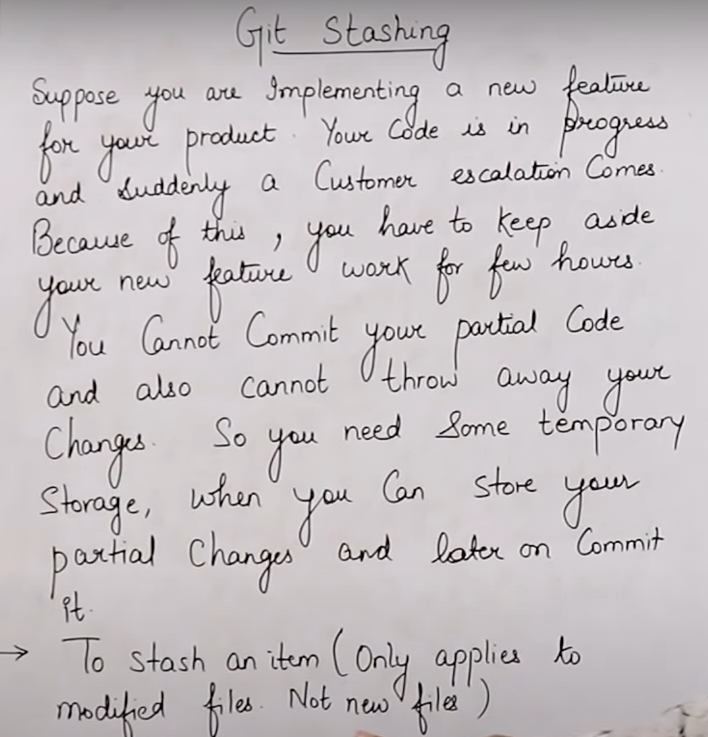 Git Stashing
Suppose you are Implementing a new feature
for your product. Your Code is in progress
and suddenly a Customer escalation Comes.
Because of this, you have to keep aside
your new feature work for few hours.
You Cannot Commit your partial Code
and also cannot throw away your
Changes. So you need Some temporary
Storage, when you Can store your
partial Changes and later on Commit
it.
→ To stash an item (Only applies to
modified files. Not new files)